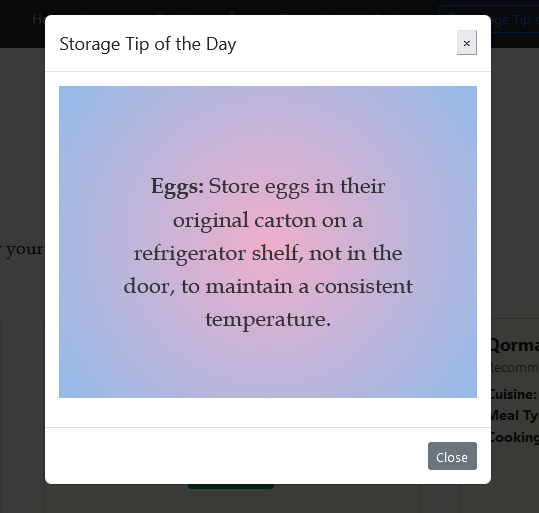 Storage Tip of the Day
×
Eggs: Store eggs in their
original carton on a
refrigerator shelf, not in the
door, to maintain a consistent
temperature.
your
Recomm
Cuisine:
Meal Ty
Cooking
Close